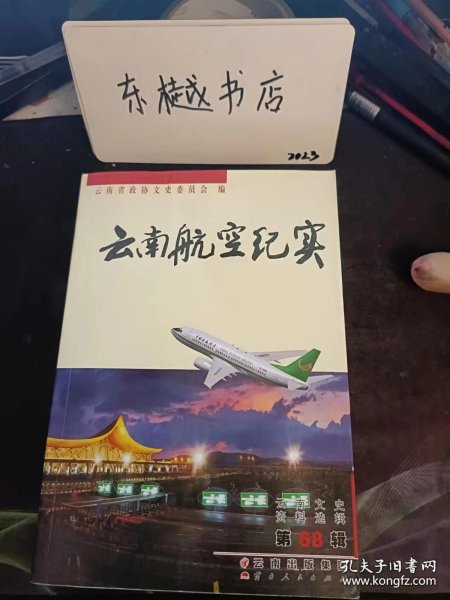 东樾书店
2023
云南省政协文史委员会 编
云南航空纪实
云南文史
资料选辑
第68辑
云南出版集团
云南人民出版社
孔夫子旧书网
www.kongfz.com